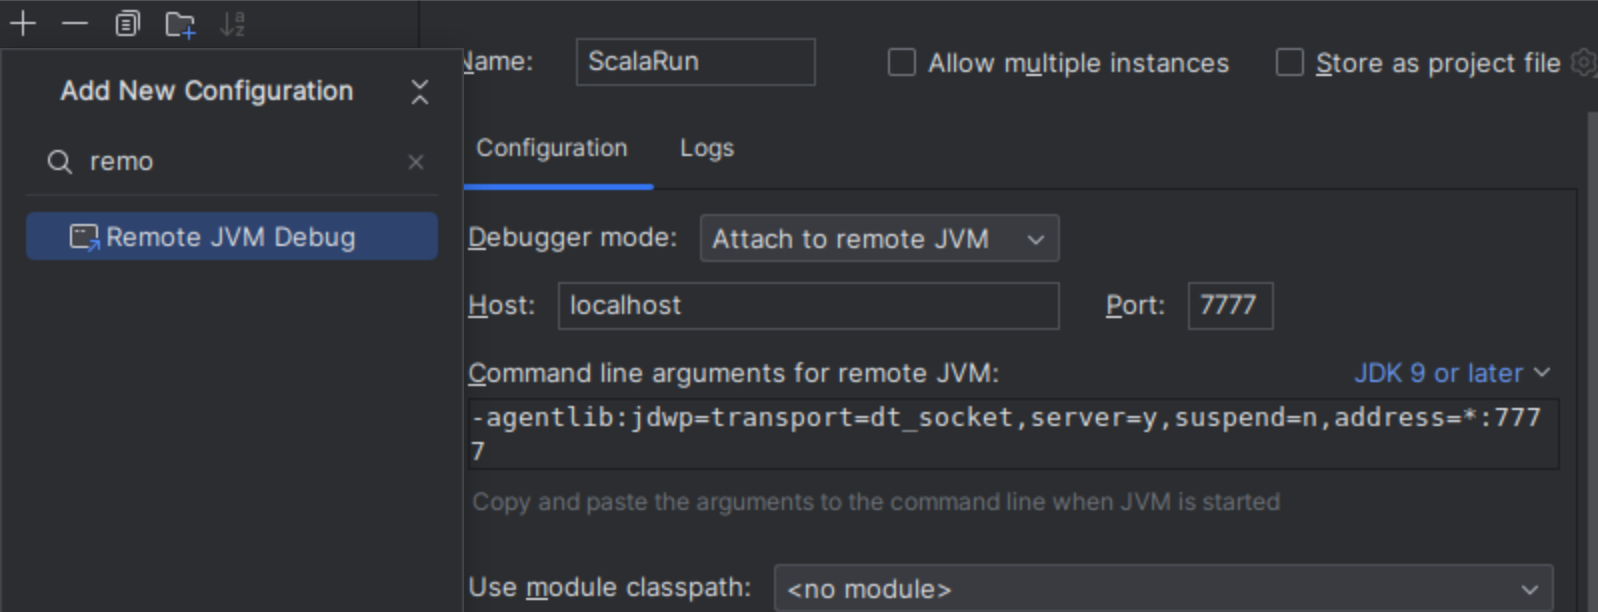 Name: ScalaRun Allow multiple instances Store as project file
Add New Configuration
remo
Remote JVM Debug
Configuration Logs
Debugger mode: Attach to remote JVM
Host: localhost Port: 7777
Command line arguments for remote JVM: JDK 9 or later
-agentlib:jdwp=transport=dt_socket,server=y,suspend=n,address=*:777
7
Copy and paste the arguments to the command line when JVM is started
Use module classpath: <no module>